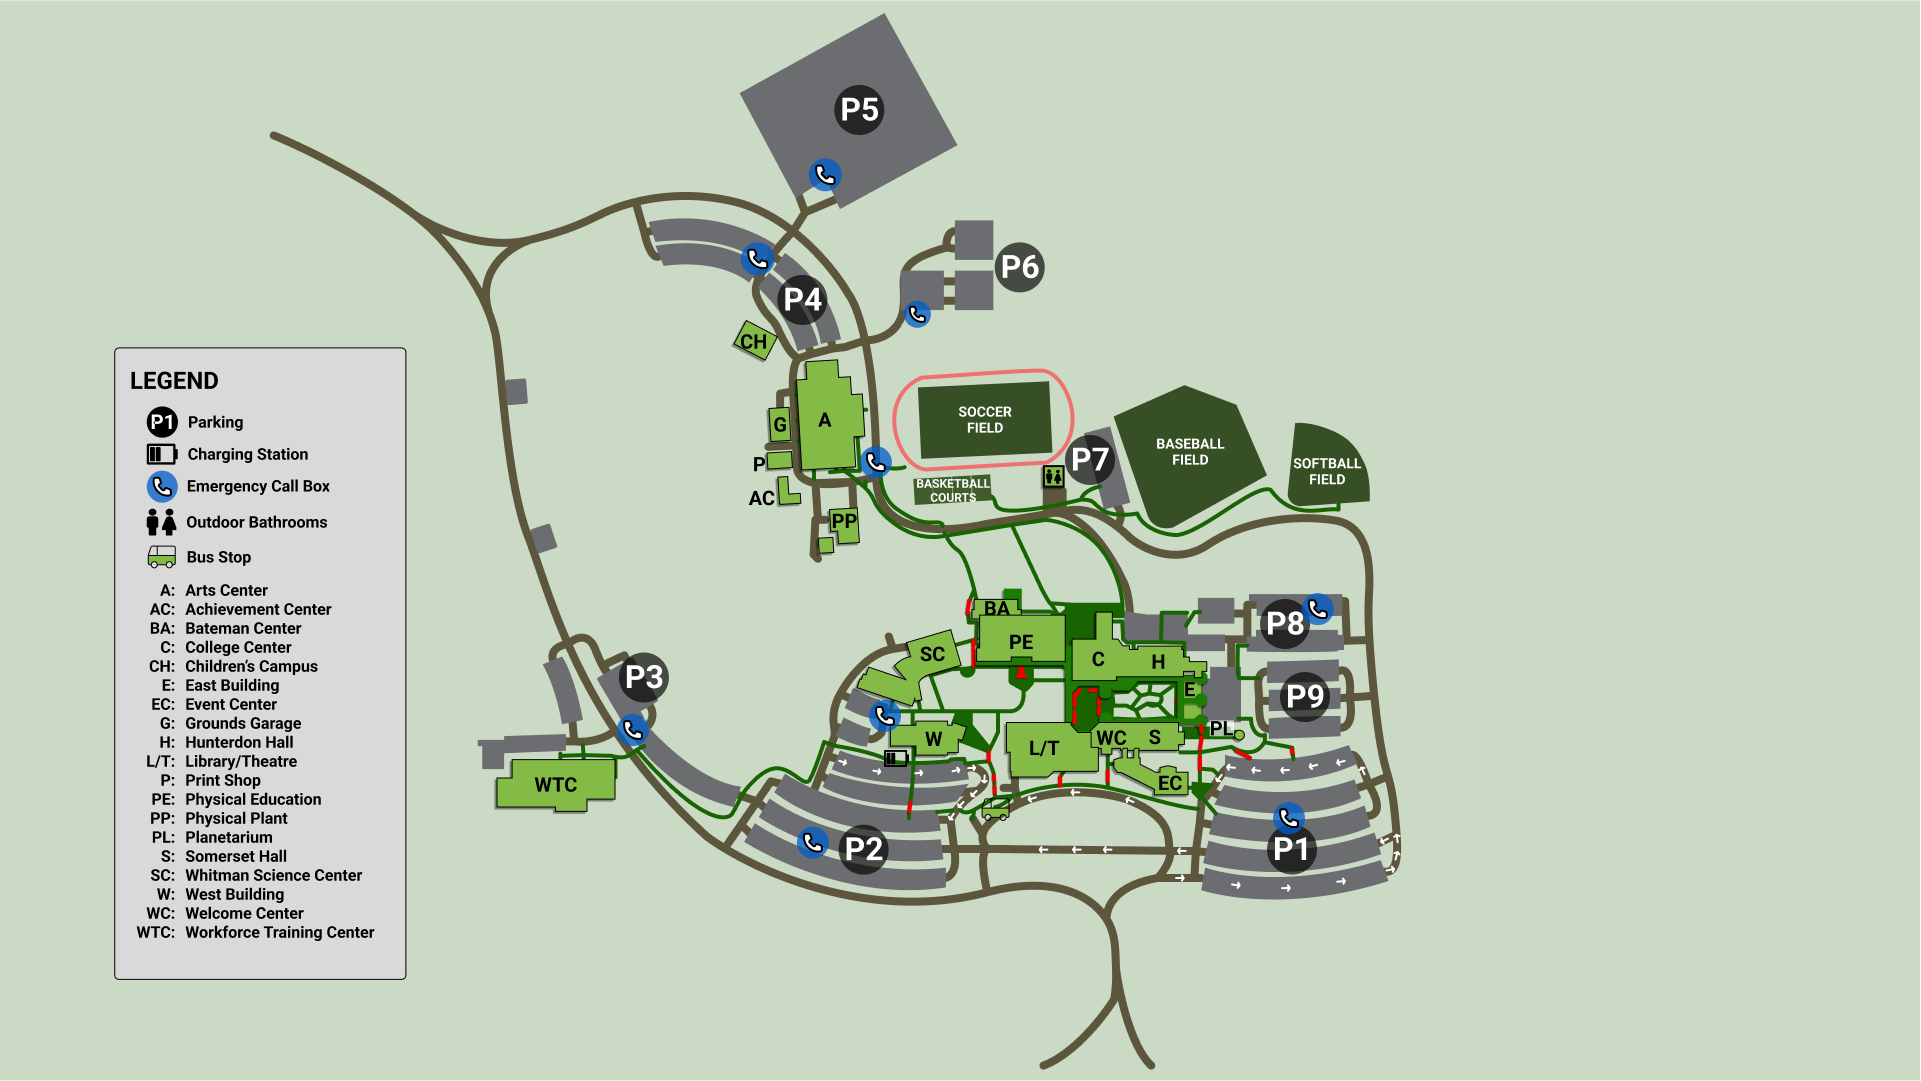 P5
P6
P4
CH
A
G
P
AC
PP
SOCCER
FIELD
BASKETBALL
COURTS
P7
BASEBALL
FIELD
SOFTBALL
FIELD
LEGEND
P1 Parking
Charging Station
Emergency Call Box
Outdoor Bathrooms
Bus Stop
A: Arts Center
AC: Achievement Center
BA: Bateman Center
C: College Center
CH: Children's Campus
E: East Building
EC: Event Center
G: Grounds Garage
H: Hunterdon Hall
L/T: Library/Theatre
P: Print Shop
PE: Physical Education
PP: Physical Plant
PL: Planetarium
S: Somerset Hall
SC: Whitman Science Center
W: West Building
WC: Welcome Center
WTC: Workforce Training Center
BA
PE
SC
C
H
E
P8
P9
P3
PL
W
L/T
WC
S
EC
WTC
P2
P1